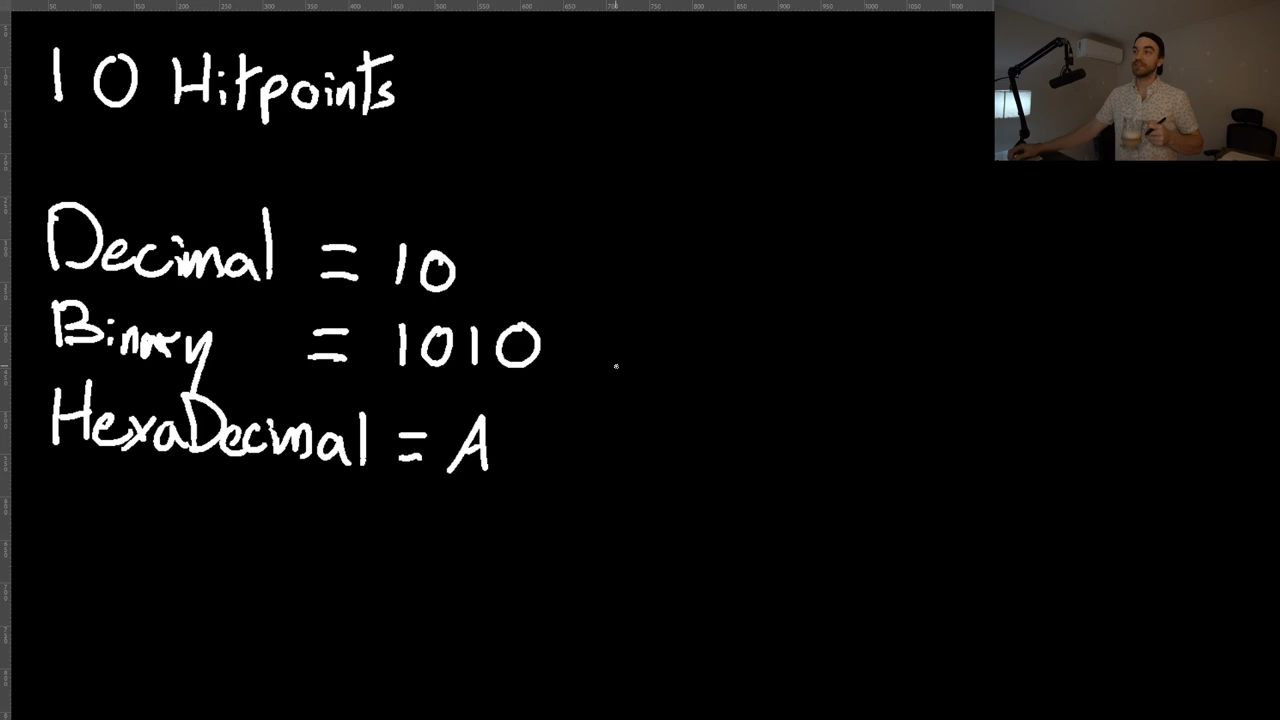 10 Hitpoints
Decimal = 10
Binary = 1010
HexaDecimal = A